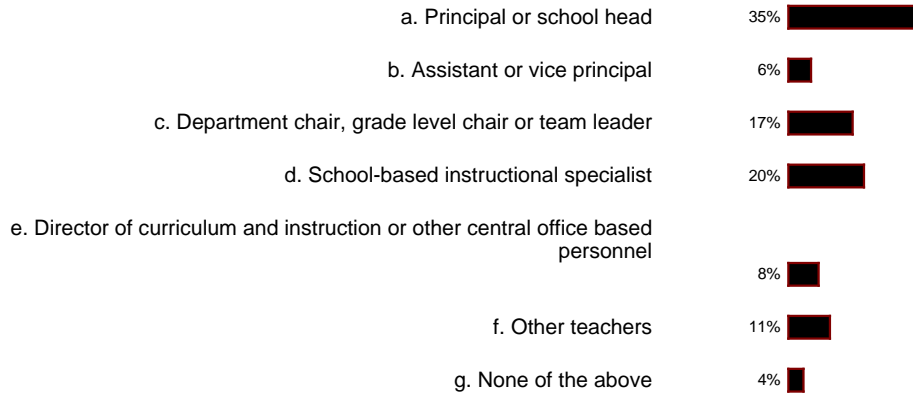 a. Principal or school head 35%
b. Assistant or vice principal 6%
c. Department chair, grade level chair or team leader 17%
d. School-based instructional specialist 20%
e. Director of curriculum and instruction or other central office based
personnel
8%
f. Other teachers 11%
g. None of the above 4%